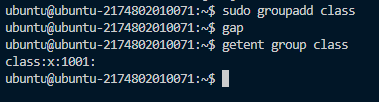 ubuntu@ubuntu-2174802010071:~$ sudo groupadd class
ubuntu@ubuntu-2174802010071:~$ gap
ubuntu@ubuntu-2174802010071:~$ getent group class
class:x:1001:
ubuntu@ubuntu-2174802010071:~$